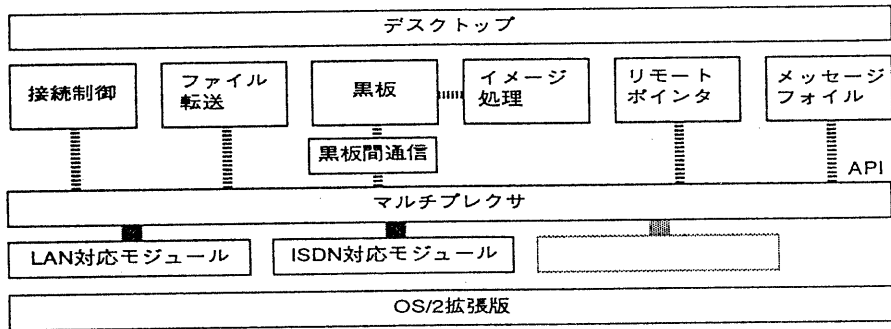 デスクトップ
接続制御
ファイル
転送
黒板
イメージ
処理
リモート
ポインタ
メッセージ
フォイル
黒板間通信
API
マルチプレクサ
LAN対応モジュール
ISDN対応モジュール
OS/2拡張版